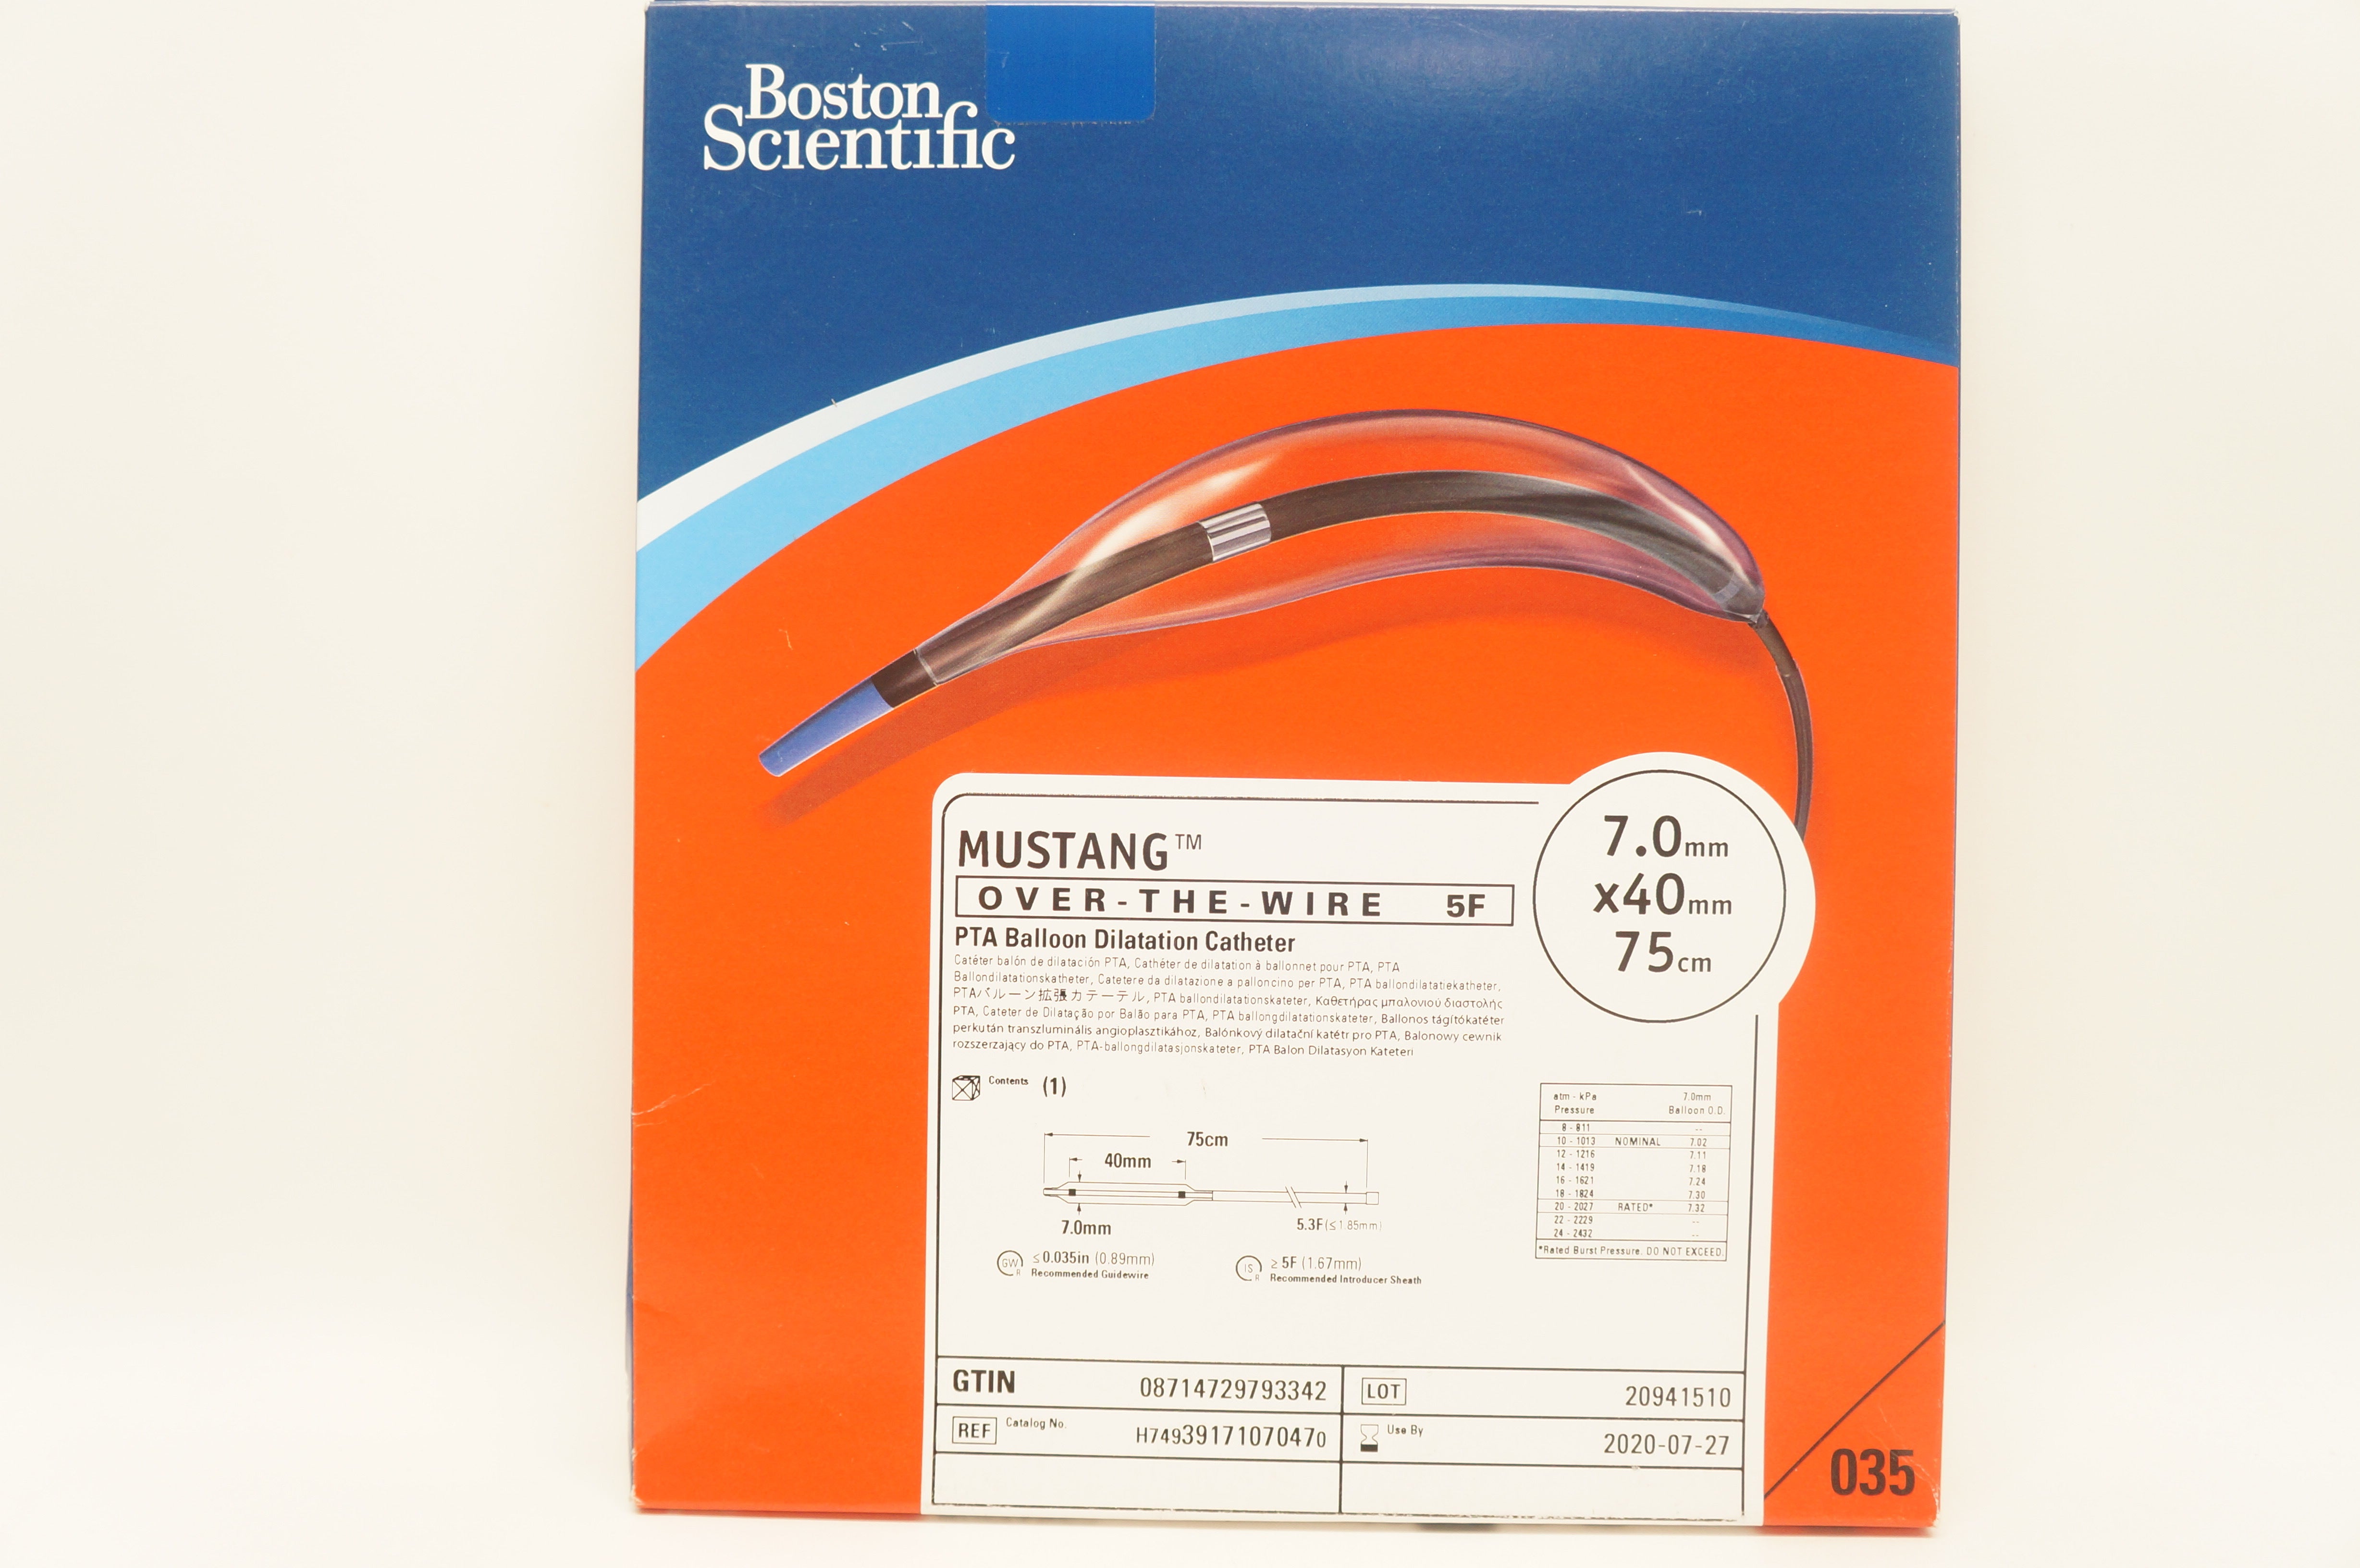 Boston
Scientific
MUSTANG™
OVER-THE-WIRE 5F
PTA Balloon Dilatation Catheter
Catéter balón de dilatación PTA, Cathéter de dilatation à ballonnet pour PTA, PTA
Ballondilatationskatheter, Catetere da dilatazione a palloncino per PTA, PTA ballondilatatiekatheter,
PTAバルーン拡張カテーテル, PTA ballondilatationskateter, Καθετήρας μπαλονιού διαστολής
PTA, Cateter de Dilatação por Balão para PTA, PTA ballongdilatationskateter, Ballonos tágítókatéter
perkután transzluminális angioplasztikához, Balónkový dilatační katétr pro PTA, Balonowy cewnik
rozszerzający do PTA, PTA-ballongdilatasjonskateter, PTA Balon Dilatasyon Kateteri
7.0mm
x40mm
75cm
Contents (1)
75cm
40mm
7.0mm
5.3F(≤1.85mm)
GW R ≤0.035in (0.89mm)
Recommended Guidewire
IS R ≥ 5F (1.67mm)
Recommended Introducer Sheath
atm - kPa 7.0mm
Pressure Balloon O.D.
8 - 811 --
10 - 1013 NOMINAL 7.02
12 - 1216 7.11
14 - 1419 7.18
16 - 1621 7.24
18 - 1824 7.30
20 - 2027 RATED* 7.32
22 - 2229 --
24 - 2432 --
*Rated Burst Pressure. DO NOT EXCEED.
GTIN 08714729793342
LOT 20941510
REF Catalog No. H74939171070470
Use By 2020-07-27
035